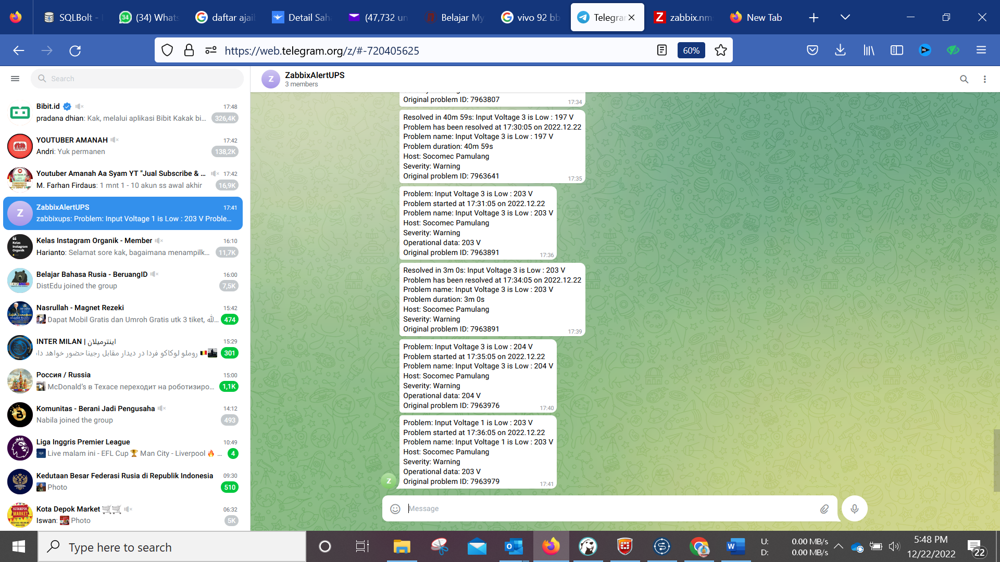 SQLBolt -
(34) Whats
daftar ajaib
Detail Sah
(47,732 un
Belajar My
vivo 92 bb
Telegram
zabbix.nm
New Tab
https://web.telegram.org/z/#-720405625
60%
Search
ZabbixAlertUPS
3 members
Bibit.id
17:48
pradana dhian: Kak, melalui aplikasi Bibit Kakak bi...
326,4K
YOUTUBER AMANAH
17:42
Andri: Yuk permanen
138,2K
Youtuber Amanah Aa Syam YT "Jual Subscribe & ...
17:42
M. Farhan Firdaus: 1 mnt 1 - 10 akun ss awal akhir
16,9K
Z
ZabbixAlertUPS
17:41
zabbixups: Problem: Input Voltage 1 is Low : 203 V Proble...
Kelas Instagram Organik - Member
16:10
Harianto: Selamat sore kak, bagaimana menampilk...
11,7K
Belajar Bahasa Rusia - BeruangID
16:00
DistEdu joined the group
7,5K
Nasrullah - Magnet Rezeki
15:42
Dapat Mobil Gratis dan Umroh Gratis utk 3 tiket, الله...
474
INTER MILAN | اینترمیلان
15:29
روملو لوکاکو فردا در دیدار مقابل رجینا حضور خواهد داد
301
Россия / Russia
15:00
McDonald's в Техасе переходит на роботизиро...
1,1K
Komunitas - Berani Jadi Pengusaha
14:12
Nabila joined the group
493
Liga Inggris Premier League
10:49
Live malam ini - EFL Cup 🏆 Man City - Liverpool 🔥 ...
4
Kedutaan Besar Federasi Rusia di Republik Indonesia
09:30
Photo
510
Kota Depok Market 🛒🛒
06:32
Iswan: Photo
5K
Original problem ID: 7963807
17:34
Resolved in 40m 59s: Input Voltage 3 is Low : 197 V
Problem has been resolved at 17:30:05 on 2022.12.22
Problem name: Input Voltage 3 is Low : 197 V
Problem duration: 40m 59s
Host: Socomec Pamulang
Severity: Warning
Original problem ID: 7963641
17:35
Problem: Input Voltage 3 is Low : 203 V
Problem started at 17:31:05 on 2022.12.22
Problem name: Input Voltage 3 is Low : 203 V
Host: Socomec Pamulang
Severity: Warning
Operational data: 203 V
Original problem ID: 7963891
17:36
Resolved in 3m 0s: Input Voltage 3 is Low : 203 V
Problem has been resolved at 17:34:05 on 2022.12.22
Problem name: Input Voltage 3 is Low : 203 V
Problem duration: 3m 0s
Host: Socomec Pamulang
Severity: Warning
Original problem ID: 7963891
17:39
Problem: Input Voltage 3 is Low : 204 V
Problem started at 17:35:05 on 2022.12.22
Problem name: Input Voltage 3 is Low : 204 V
Host: Socomec Pamulang
Severity: Warning
Operational data: 204 V
Original problem ID: 7963976
17:40
Problem: Input Voltage 1 is Low : 203 V
Problem started at 17:36:05 on 2022.12.22
Problem name: Input Voltage 1 is Low : 203 V
Host: Socomec Pamulang
Severity: Warning
Operational data: 203 V
Original problem ID: 7963979
17:41
Z
Message
Type here to search
U: 0.00 MB/s
D: 0.00 MB/s
5:48 PM
12/22/2022
22